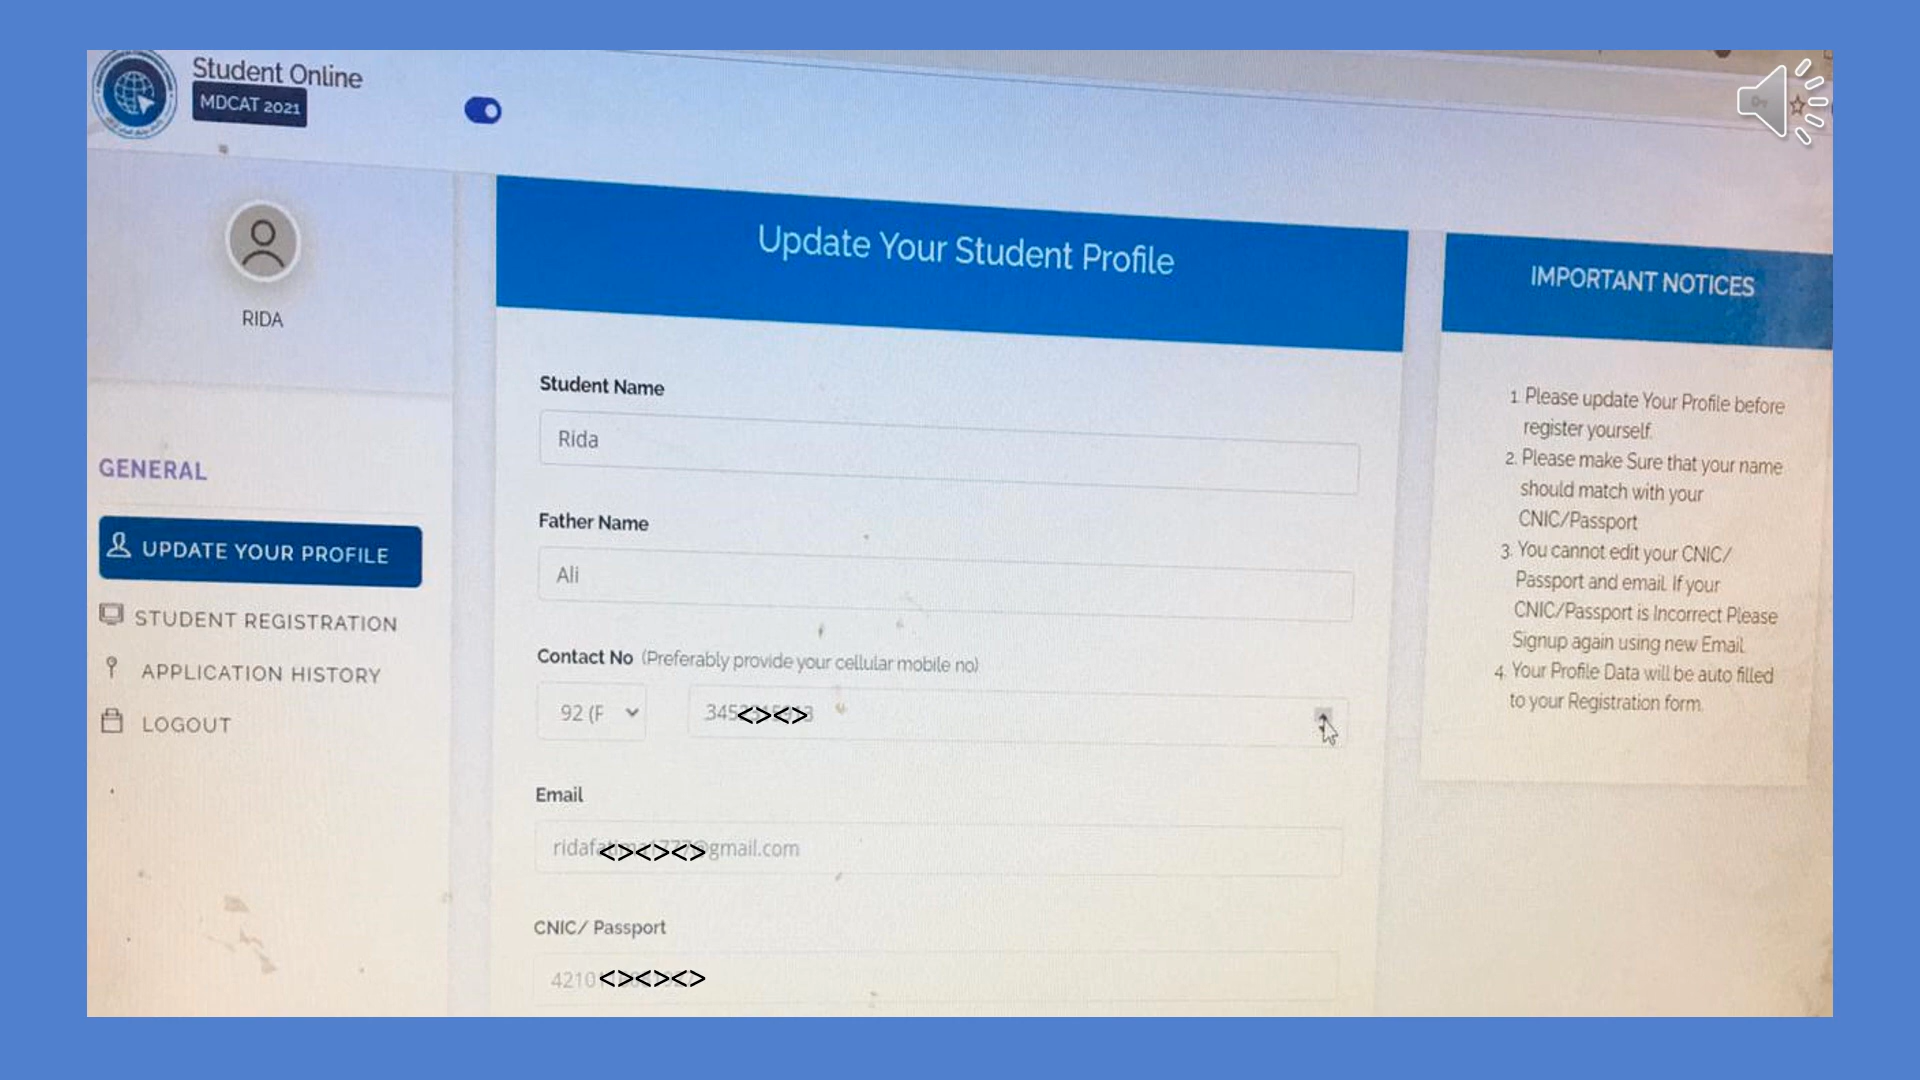 Student Online
MDCAT 2021
RIDA
GENERAL
UPDATE YOUR PROFILE
STUDENT REGISTRATION
APPLICATION HISTORY
LOGOUT
Update Your Student Profile
Student Name
Rida
Father Name
Ali
Contact No (Preferably provide your cellular mobile no)
92 (F
345<><>3
Email
ridaf<><><>gmail.com
CNIC/ Passport
4210<><><>
IMPORTANT NOTICES
1. Please update Your Profile before
register yourself.
2. Please make Sure that your name
should match with your
CNIC/Passport
3. You cannot edit your CNIC/
Passport and email. If your
CNIC/Passport is Incorrect Please
Signup again using new Email.
4. Your Profile Data will be auto filled
to your Registration form.